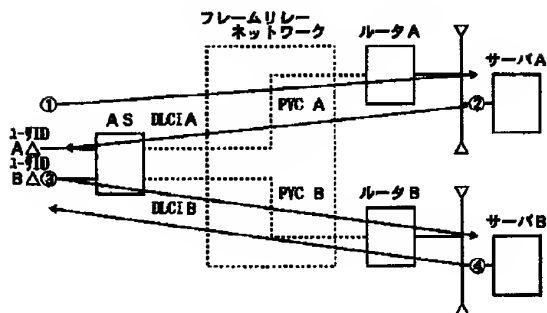 フレームリレー
ネットワーク
ルータA
サーバA
①
AS
DLCI A
PVC A
②
ユーザID
A
ユーザID
B
③
DLCI B
PVC B
ルータB
サーバB
④